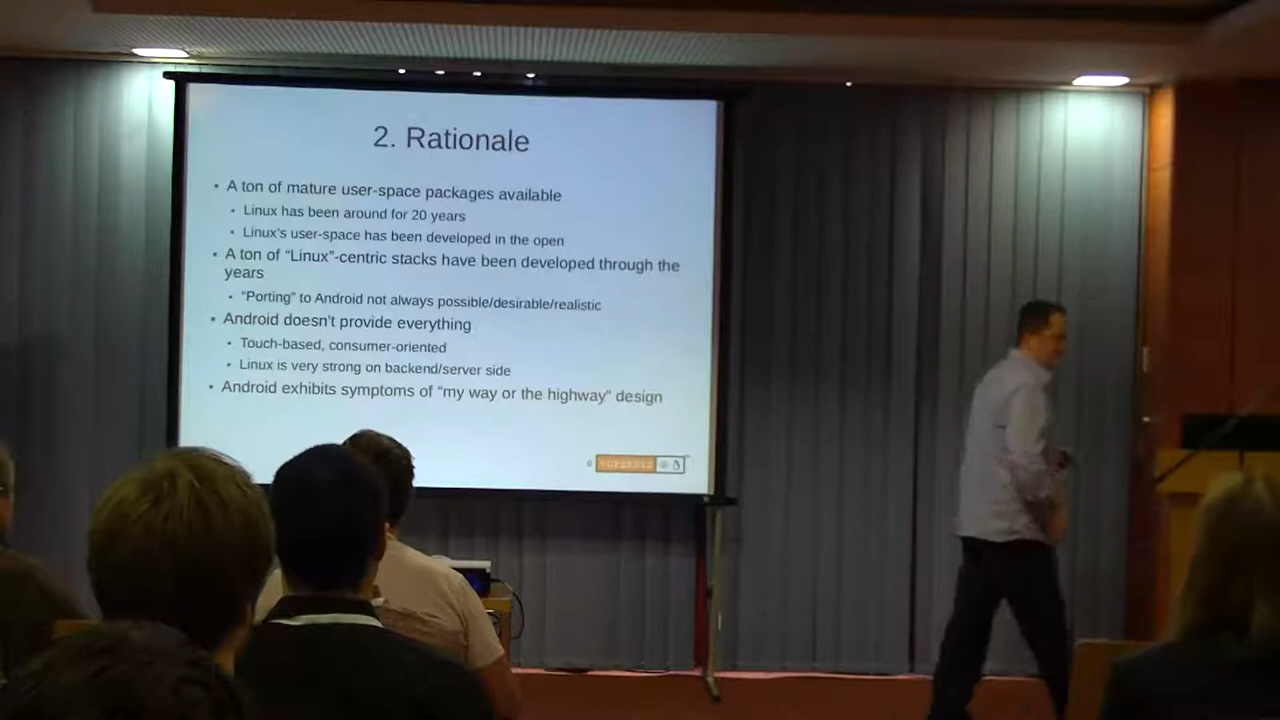 2. Rationale
• A ton of mature user-space packages available
• Linux has been around for 20 years
• Linux's user-space has been developed in the open
• A ton of “Linux”-centric stacks have been developed through the
years
• “Porting” to Android not always possible/desirable/realistic
• Android doesn't provide everything
• Touch-based, consumer-oriented
• Linux is very strong on backend/server side
• Android exhibits symptoms of “my way or the highway“ design